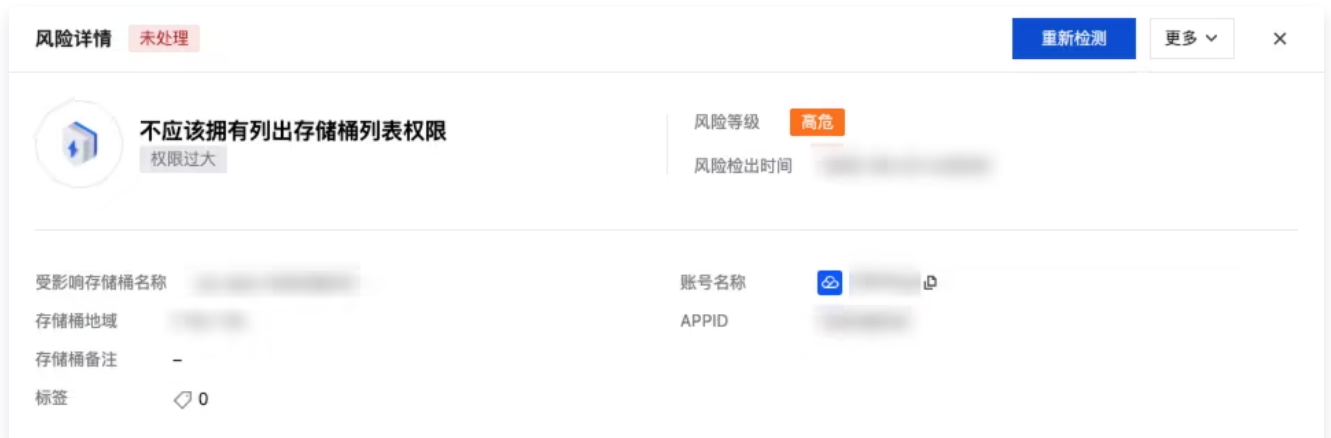 风险详情 未处理 重新检测 更多
不应该拥有列出存储桶列表权限
权限过大
风险等级 高危
风险检出时间
受影响存储桶名称
账号名称
存储桶地域
APPID
存储桶备注 –
标签 0